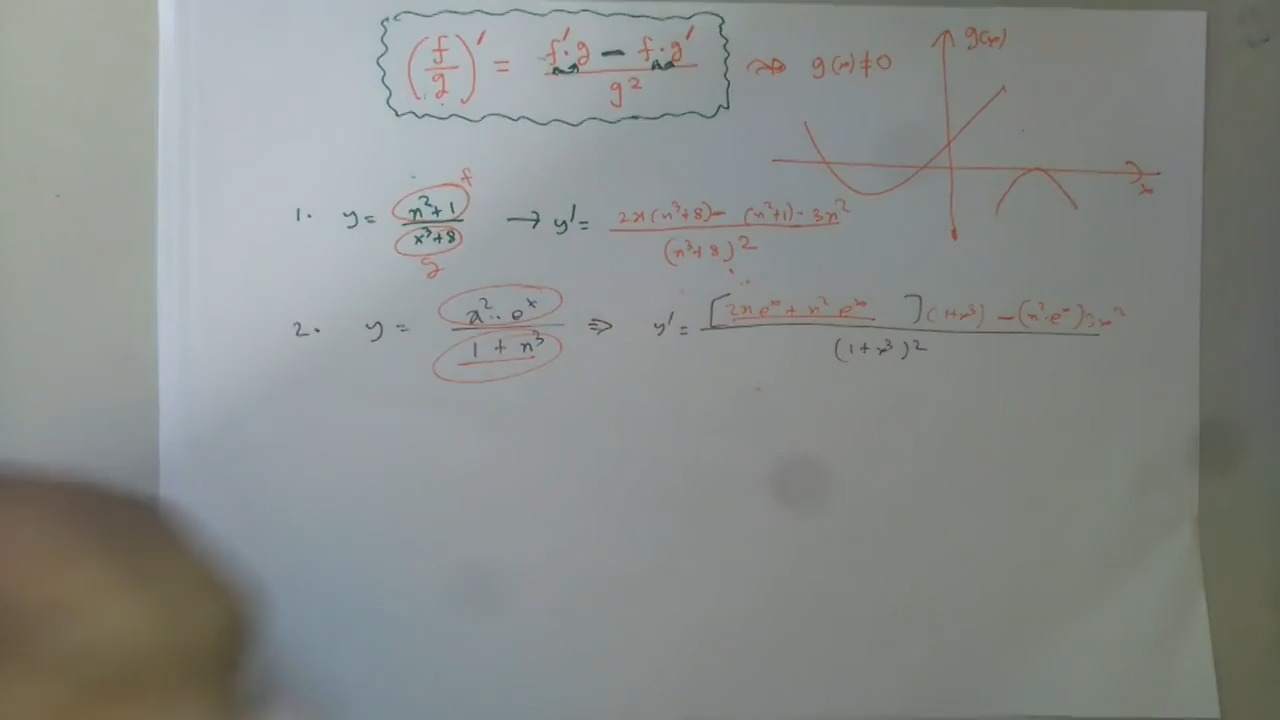 (f/g)' = (f'·g − f·g')/g² ⇒ g(x) ≠ 0
g(x)
x
f
1. y = (x²+1)/(x³+8) → y' = (2x(x³+8) − (x²+1)·3x²)/(x³+8)²
g
2. y = (x²·eˣ)/(1 + x³) ⇒ y' = ([2xeˣ + x²eˣ](1+x³) − (x²·eˣ)3x²)/(1+x³)²